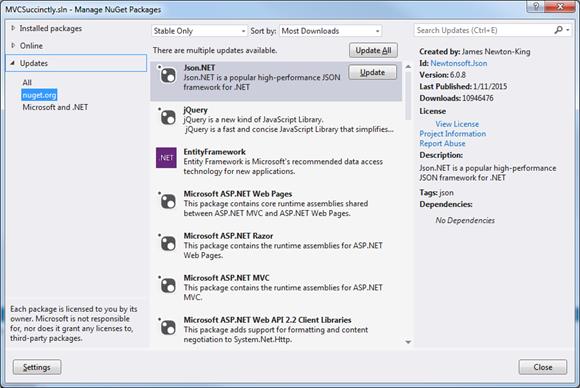 MVCSuccinctly.sln - Manage NuGet Packages
Installed packages
Online
Updates
All
nuget.org
Microsoft and .NET
Each package is licensed to you by its
owner. Microsoft is not responsible
for, nor does it grant any licenses to,
third-party packages.
Stable Only
Sort by: Most Downloads
There are multiple updates available.
Update All
Json.NET
Json.NET is a popular high-performance JSON
framework for .NET
Update
jQuery
jQuery is a new kind of JavaScript Library.
jQuery is a fast and concise JavaScript Library that simplifies...
.NET
EntityFramework
Entity Framework is Microsoft's recommended data access
technology for new applications.
Microsoft ASP.NET Web Pages
This package contains core runtime assemblies shared
between ASP.NET MVC and ASP.NET Web Pages.
Microsoft ASP.NET Razor
This package contains the runtime assemblies for ASP.NET
Web Pages.
Microsoft ASP.NET MVC
This package contains the runtime assemblies for ASP.NET
MVC.
Microsoft ASP.NET Web API 2.2 Client Libraries
This package adds support for formatting and content
negotiation to System.Net.Http.
Search Updates (Ctrl+E)
Created by: James Newton-King
Id: Newtonsoft.Json
Version: 6.0.8
Last Published: 1/11/2015
Downloads: 10946476
License
View License
Project Information
Report Abuse
Description:
Json.NET is a popular high-performance
JSON framework for .NET
Tags: json
Dependencies:
No Dependencies
Settings
Close